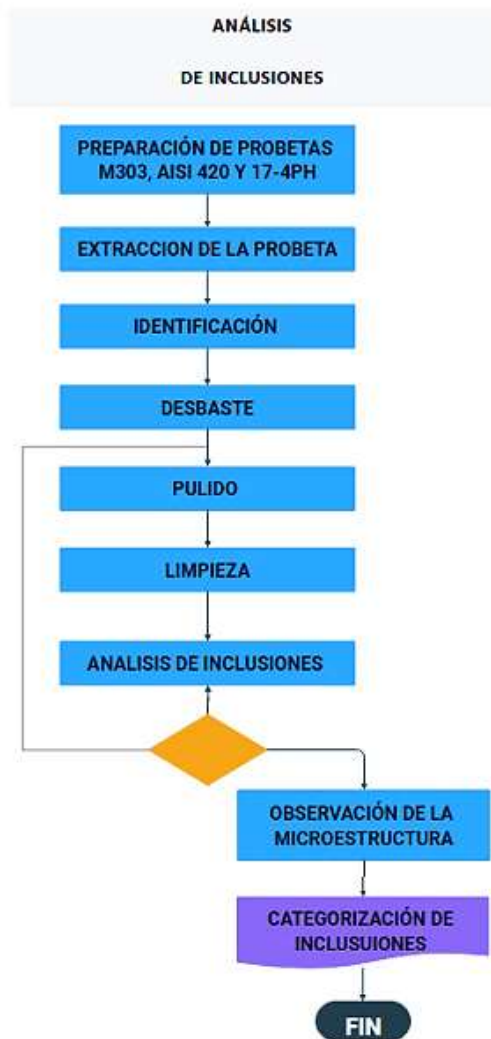 ANÁLISIS
DE INCLUSIONES
PREPARACIÓN DE PROBETAS
M303, AISI 420 Y 17-4PH
EXTRACCION DE LA PROBETA
IDENTIFICACIÓN
DESBASTE
PULIDO
LIMPIEZA
ANALISIS DE INCLUSIONES
OBSERVACIÓN DE LA
MICROESTRUCTURA
CATEGORIZACIÓN DE
INCLUSUIONES
FIN